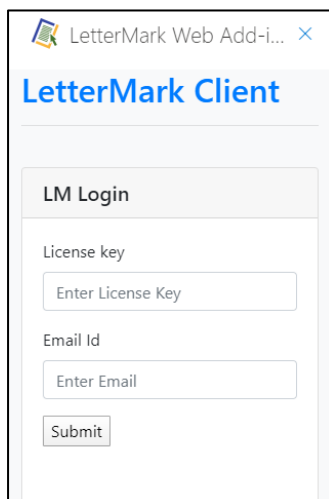 LetterMark Web Add-i...
LetterMark Client
LM Login
License key
Enter License Key
Email Id
Enter Email
Submit